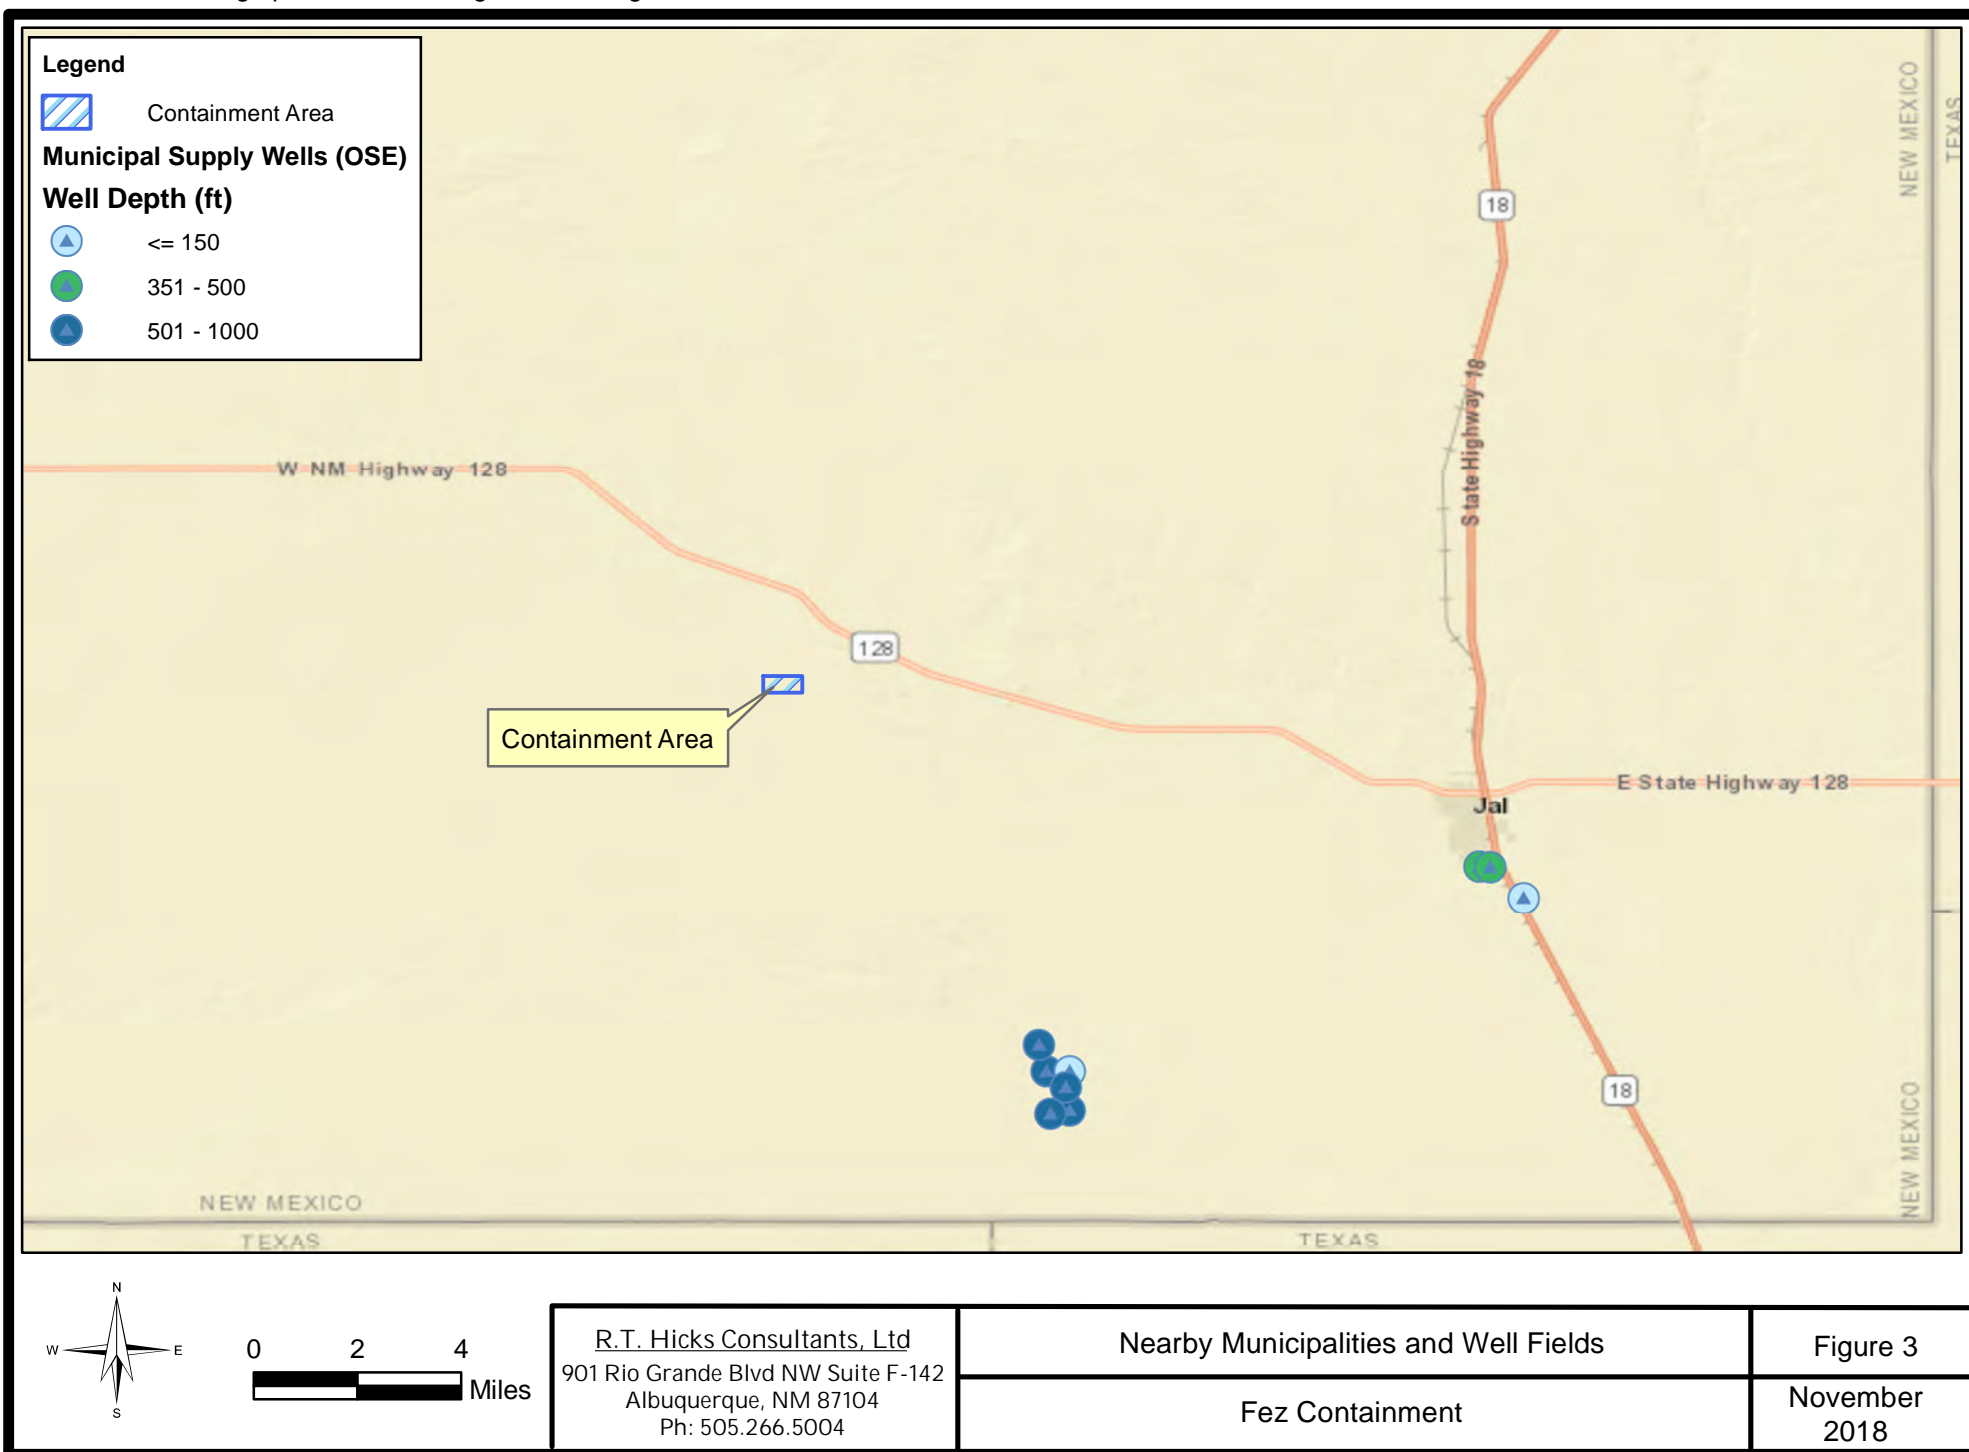 Legend
Containment Area
Municipal Supply Wells (OSE)
Well Depth (ft)
<= 150
351 - 500
501 - 1000
NEW MEXICO
TEXAS
18
State Highway 18
W NM Highway 128
128
Containment Area
E State Highway 128
Jal
18
NEW MEXICO
NEW MEXICO
TEXAS
TEXAS
N
W
E
S
0 2 4
Miles
R.T. Hicks Consultants, Ltd
901 Rio Grande Blvd NW Suite F-142
Albuquerque, NM 87104
Ph: 505.266.5004
Nearby Municipalities and Well Fields
Fez Containment
Figure 3
November
2018